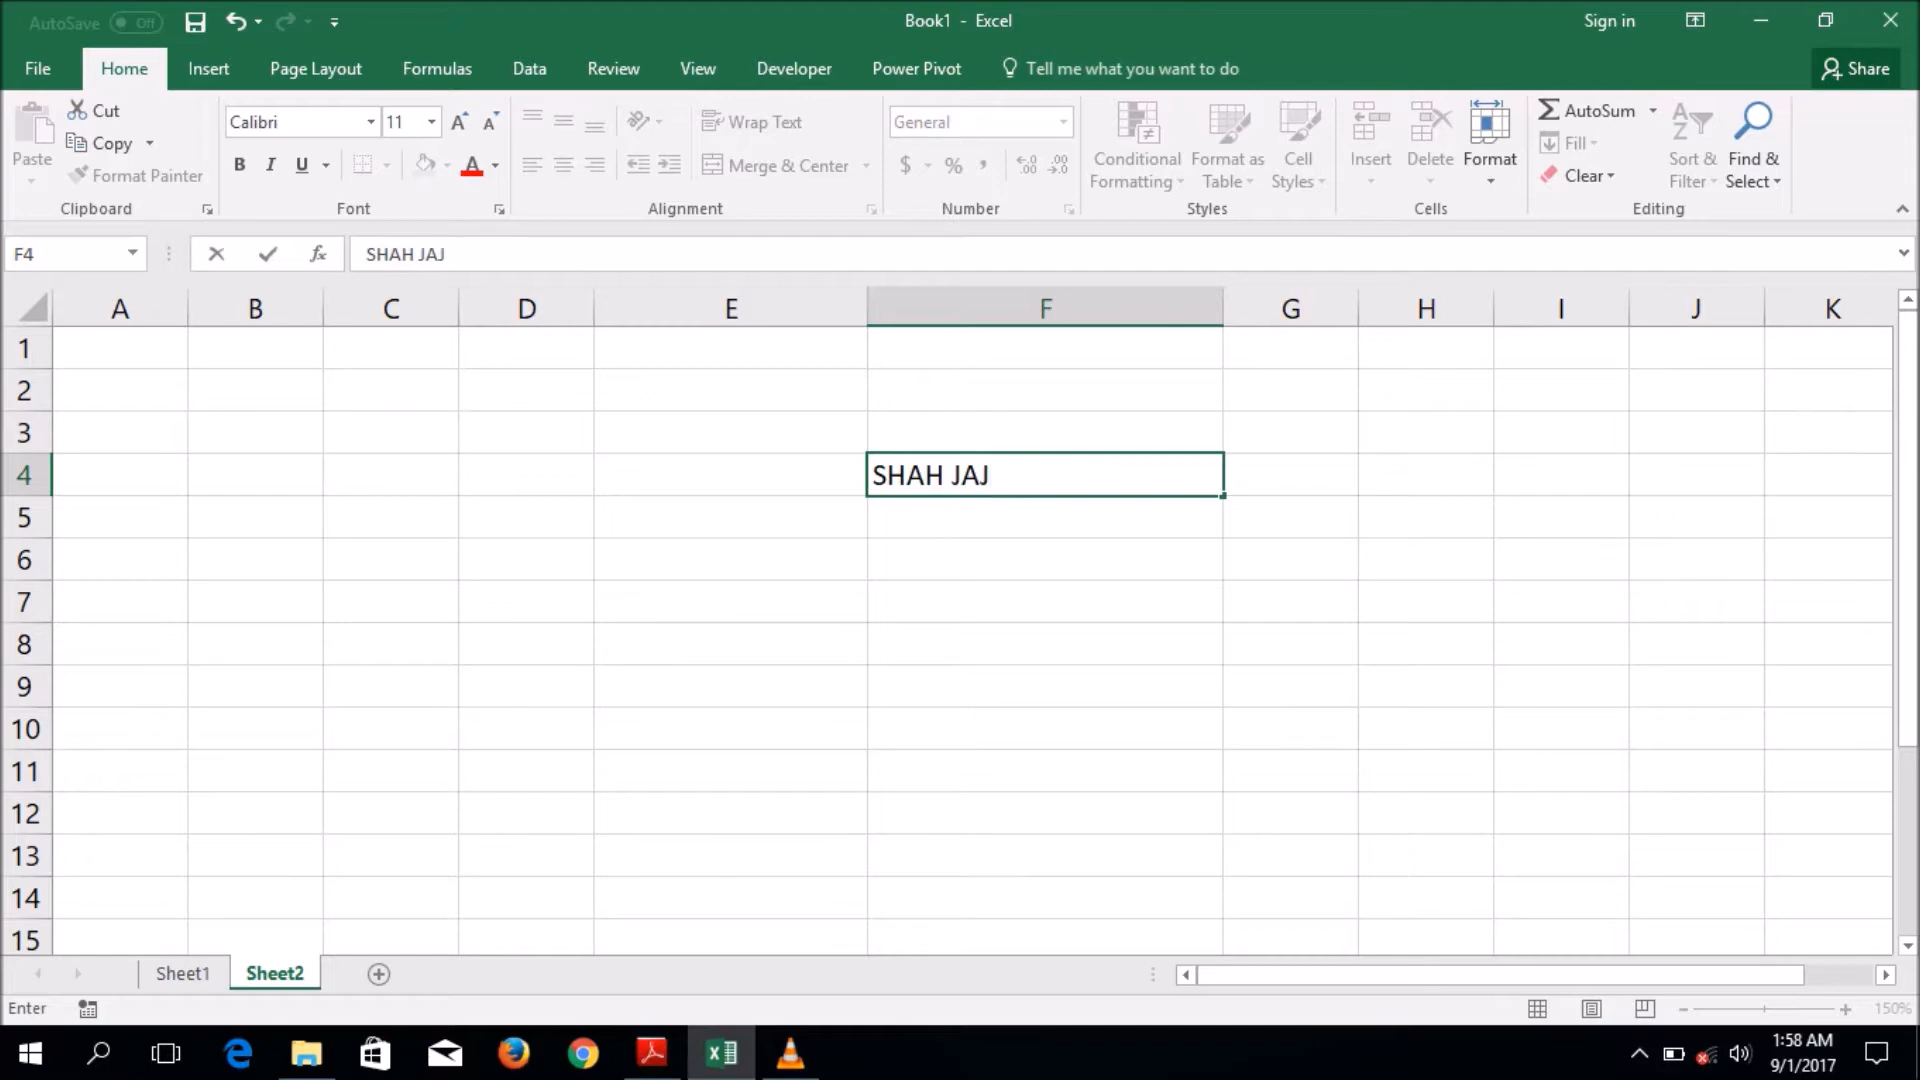 AutoSave Off Book1 - Excel Sign in
File Home Insert Page Layout Formulas Data Review View Developer Power Pivot Tell me what you want to do Share
Paste Cut Copy Format Painter
Calibri 11 A A B I U A
Wrap Text Merge & Center
General $ % , .00 .00
Conditional Formatting Format as Table Cell Styles
Insert Delete Format
AutoSum Fill Clear Sort & Filter Find & Select
Clipboard Font Alignment Number Styles Cells Editing
F4 fx SHAH JAJ
A B C D E F G H I J K
1
2
3
4 SHAH JAJ
5
6
7
8
9
10
11
12
13
14
15
Sheet1 Sheet2
Enter 150%
1:58 AM
9/1/2017